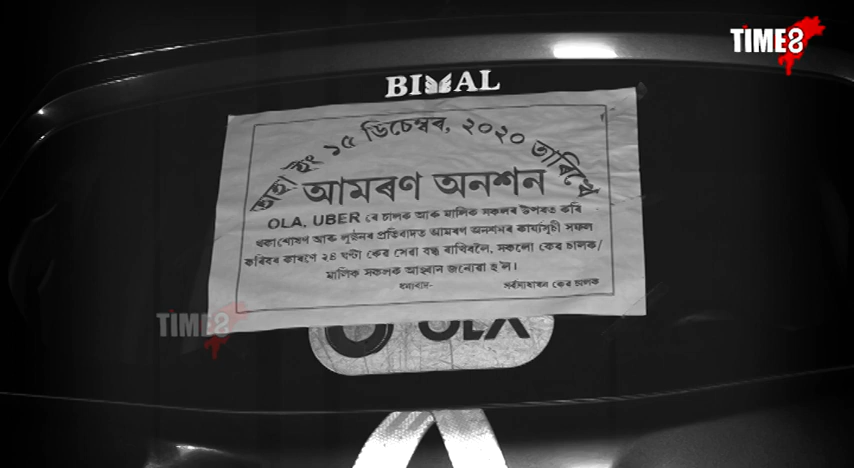 TIME8
BIMAL
অহা ইং ১৫ ডিচেম্বৰ, ২০২০ তাৰিখে
আমৰণ অনশন
OLA, UBER ৰে চালক আৰু মালিক সকলৰ উপৰত কৰি
থকা শোষণ আৰু লুণ্ঠনৰ প্ৰতিবাদত আমৰণ অনশনৰ কাৰ্যসূচী সফল
কৰিবৰ কাৰণে ২৪ ঘণ্টা কেৱ সেৱা বন্ধ ৰাখিবলৈ, সকলো কেৱ চালক/
মালিক সকলক আহ্বান জনোৱা হ'ল।
ধন্যবাদ- সৰ্বসাধাৰণ কেৱ চালক
TIME8
OLA